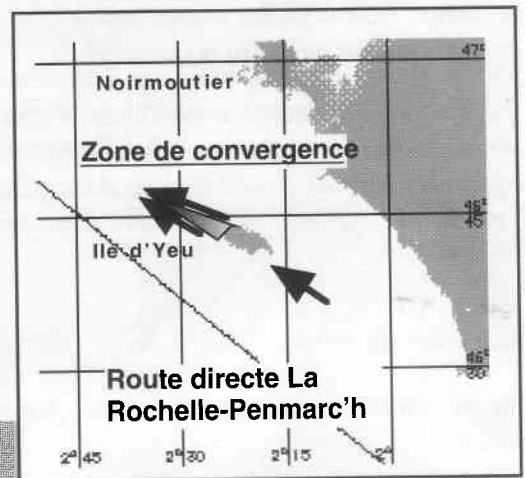 47°
Noirmoutier
Zone de convergence
46°
45
Ile d'Yeu
46°
30
Route directe La
Rochelle-Penmarc'h
2° 45
2° 30
2° 15
2°